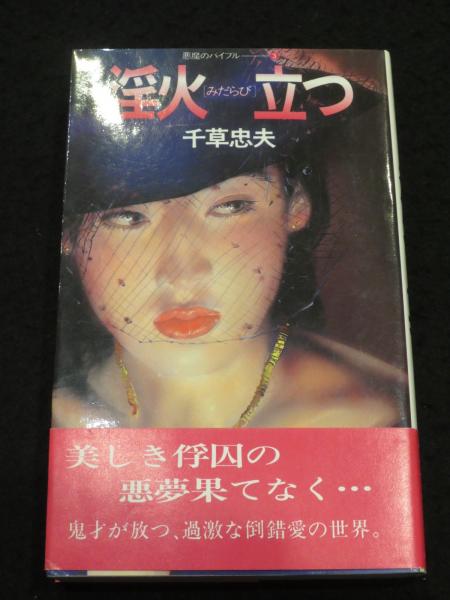 悪魔のバイブル
淫火[みだらび]立つ
千草忠夫
美しき俘囚の
悪夢果てなく…
鬼才が放つ、過激な倒錯愛の世界。